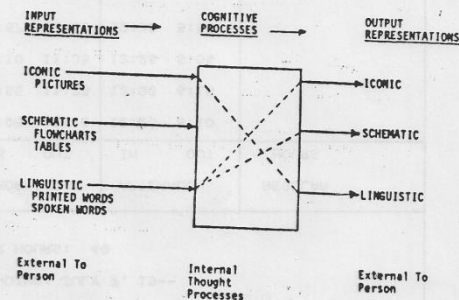 INPUT COGNITIVE OUTPUT
REPRESENTATIONS PROCESSES REPRESENTATIONS
ICONIC
PICTURES
ICONIC
SCHEMATIC
FLOWCHARTS
TABLES
SCHEMATIC
LINGUISTIC
PRINTED WORDS
SPOKEN WORDS
LINGUISTIC
External To
Person
Internal
Thought
Processes
External To
Person